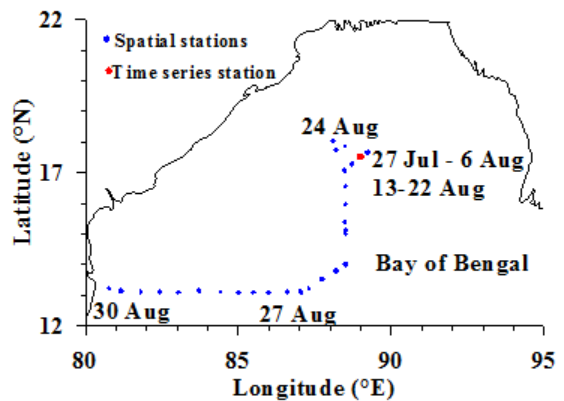 22
Spatial stations
Time series station
24 Aug
27 Jul - 6 Aug
17
13-22 Aug
Latitude (°N)
Bay of Bengal
30 Aug
27 Aug
12
80
85
90
95
Longitude (°E)